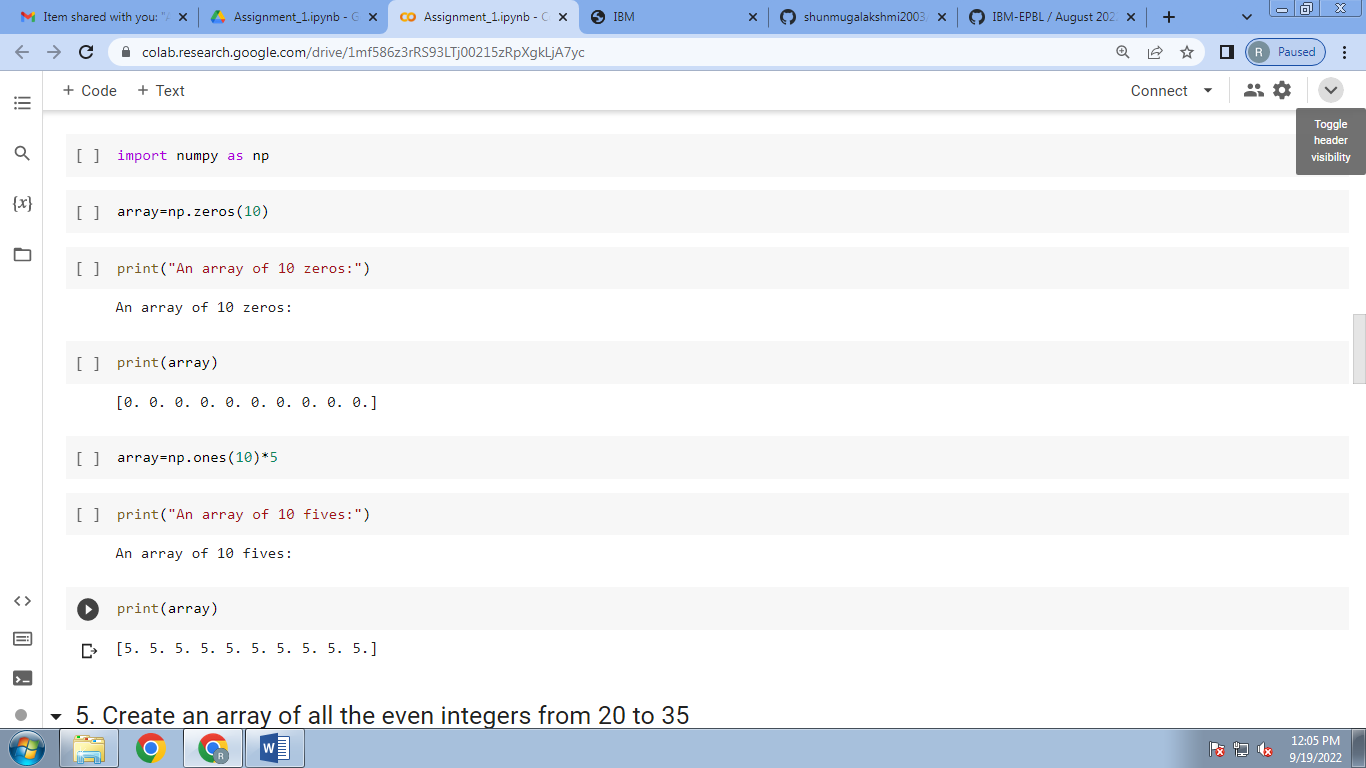 Item shared with you: "A
Assignment_1.ipynb - G
Assignment_1.ipynb - C
IBM
shunmugalakshmi2003
IBM-EPBL / August 202
colab.research.google.com/drive/1mf586z3rRS93LTj00215zRpXgkLjA7yc
R Paused
+ Code + Text
Connect
Toggle
header
visibility
[ ] import numpy as np
{x}
[ ] array=np.zeros(10)
[ ] print("An array of 10 zeros:")
An array of 10 zeros:
[ ] print(array)
[0. 0. 0. 0. 0. 0. 0. 0. 0. 0.]
[ ] array=np.ones(10)*5
[ ] print("An array of 10 fives:")
An array of 10 fives:
print(array)
[5. 5. 5. 5. 5. 5. 5. 5. 5. 5.]
5. Create an array of all the even integers from 20 to 35
R
W
12:05 PM
9/19/2022